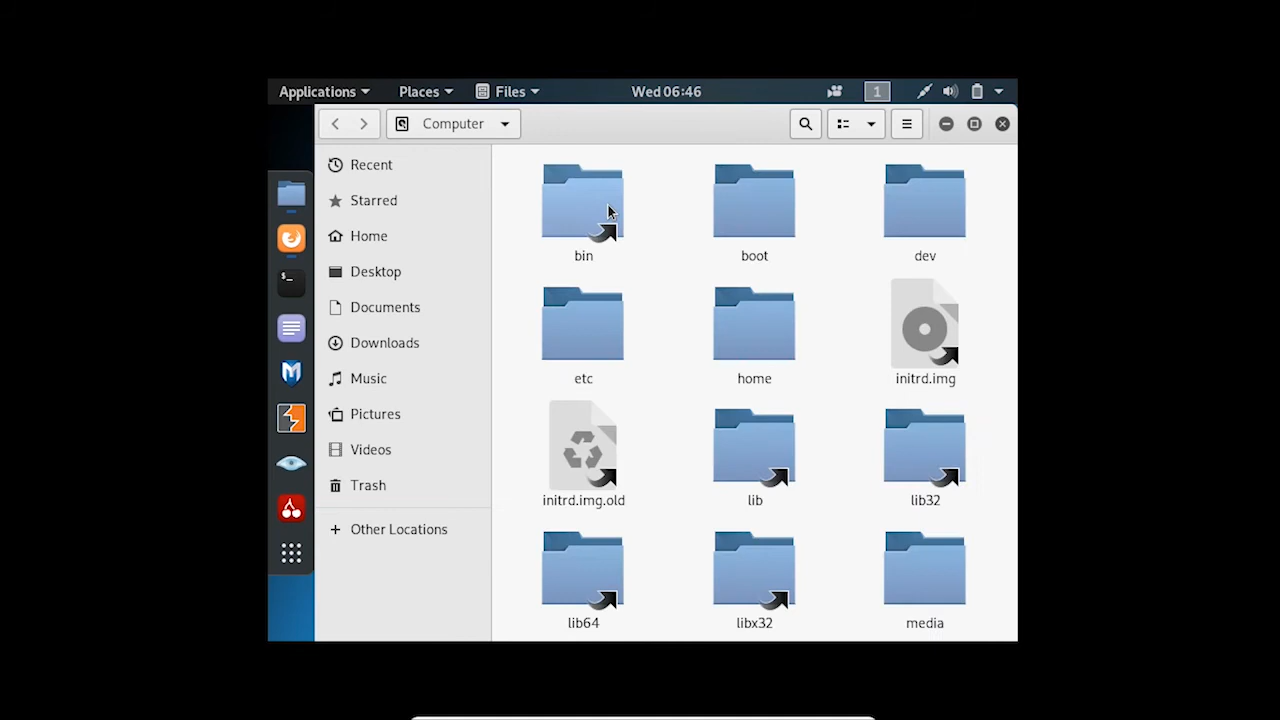 Applications Places Files Wed 06:46 1
Computer
Recent
Starred
Home
Desktop
Documents
Downloads
Music
Pictures
Videos
Trash
Other Locations
bin boot dev
etc home initrd.img
initrd.img.old lib lib32
lib64 libx32 media